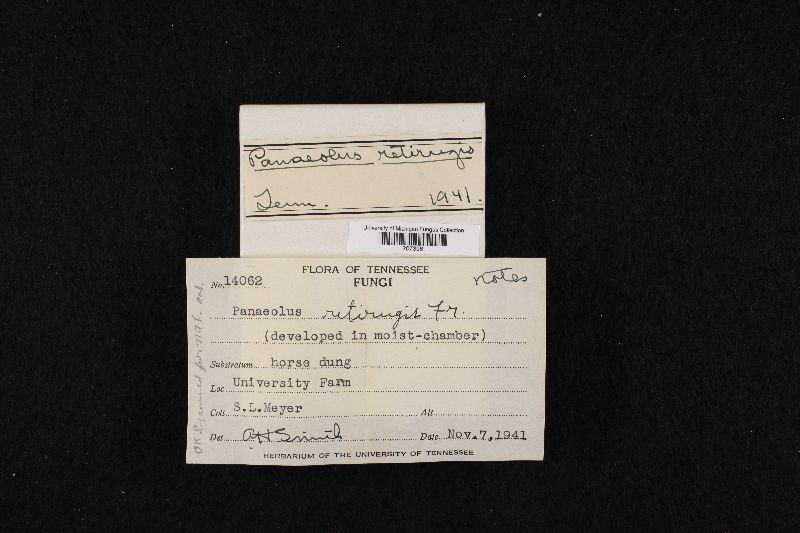 Panaeolus retirugis
Tenn. 1941.
University of Michigan Fungus Collection
FLORA OF TENNESSEE
No. 14062 FUNGI notes
Panaeolus retirugis Fr.
(developed in moist-chamber)
Substratum horse dung
Loc University Farm
Coll S.L.Meyer Alt
Det AH Smith Date Nov.7,1941
HERBARIUM OF THE UNIVERSITY OF TENNESSEE